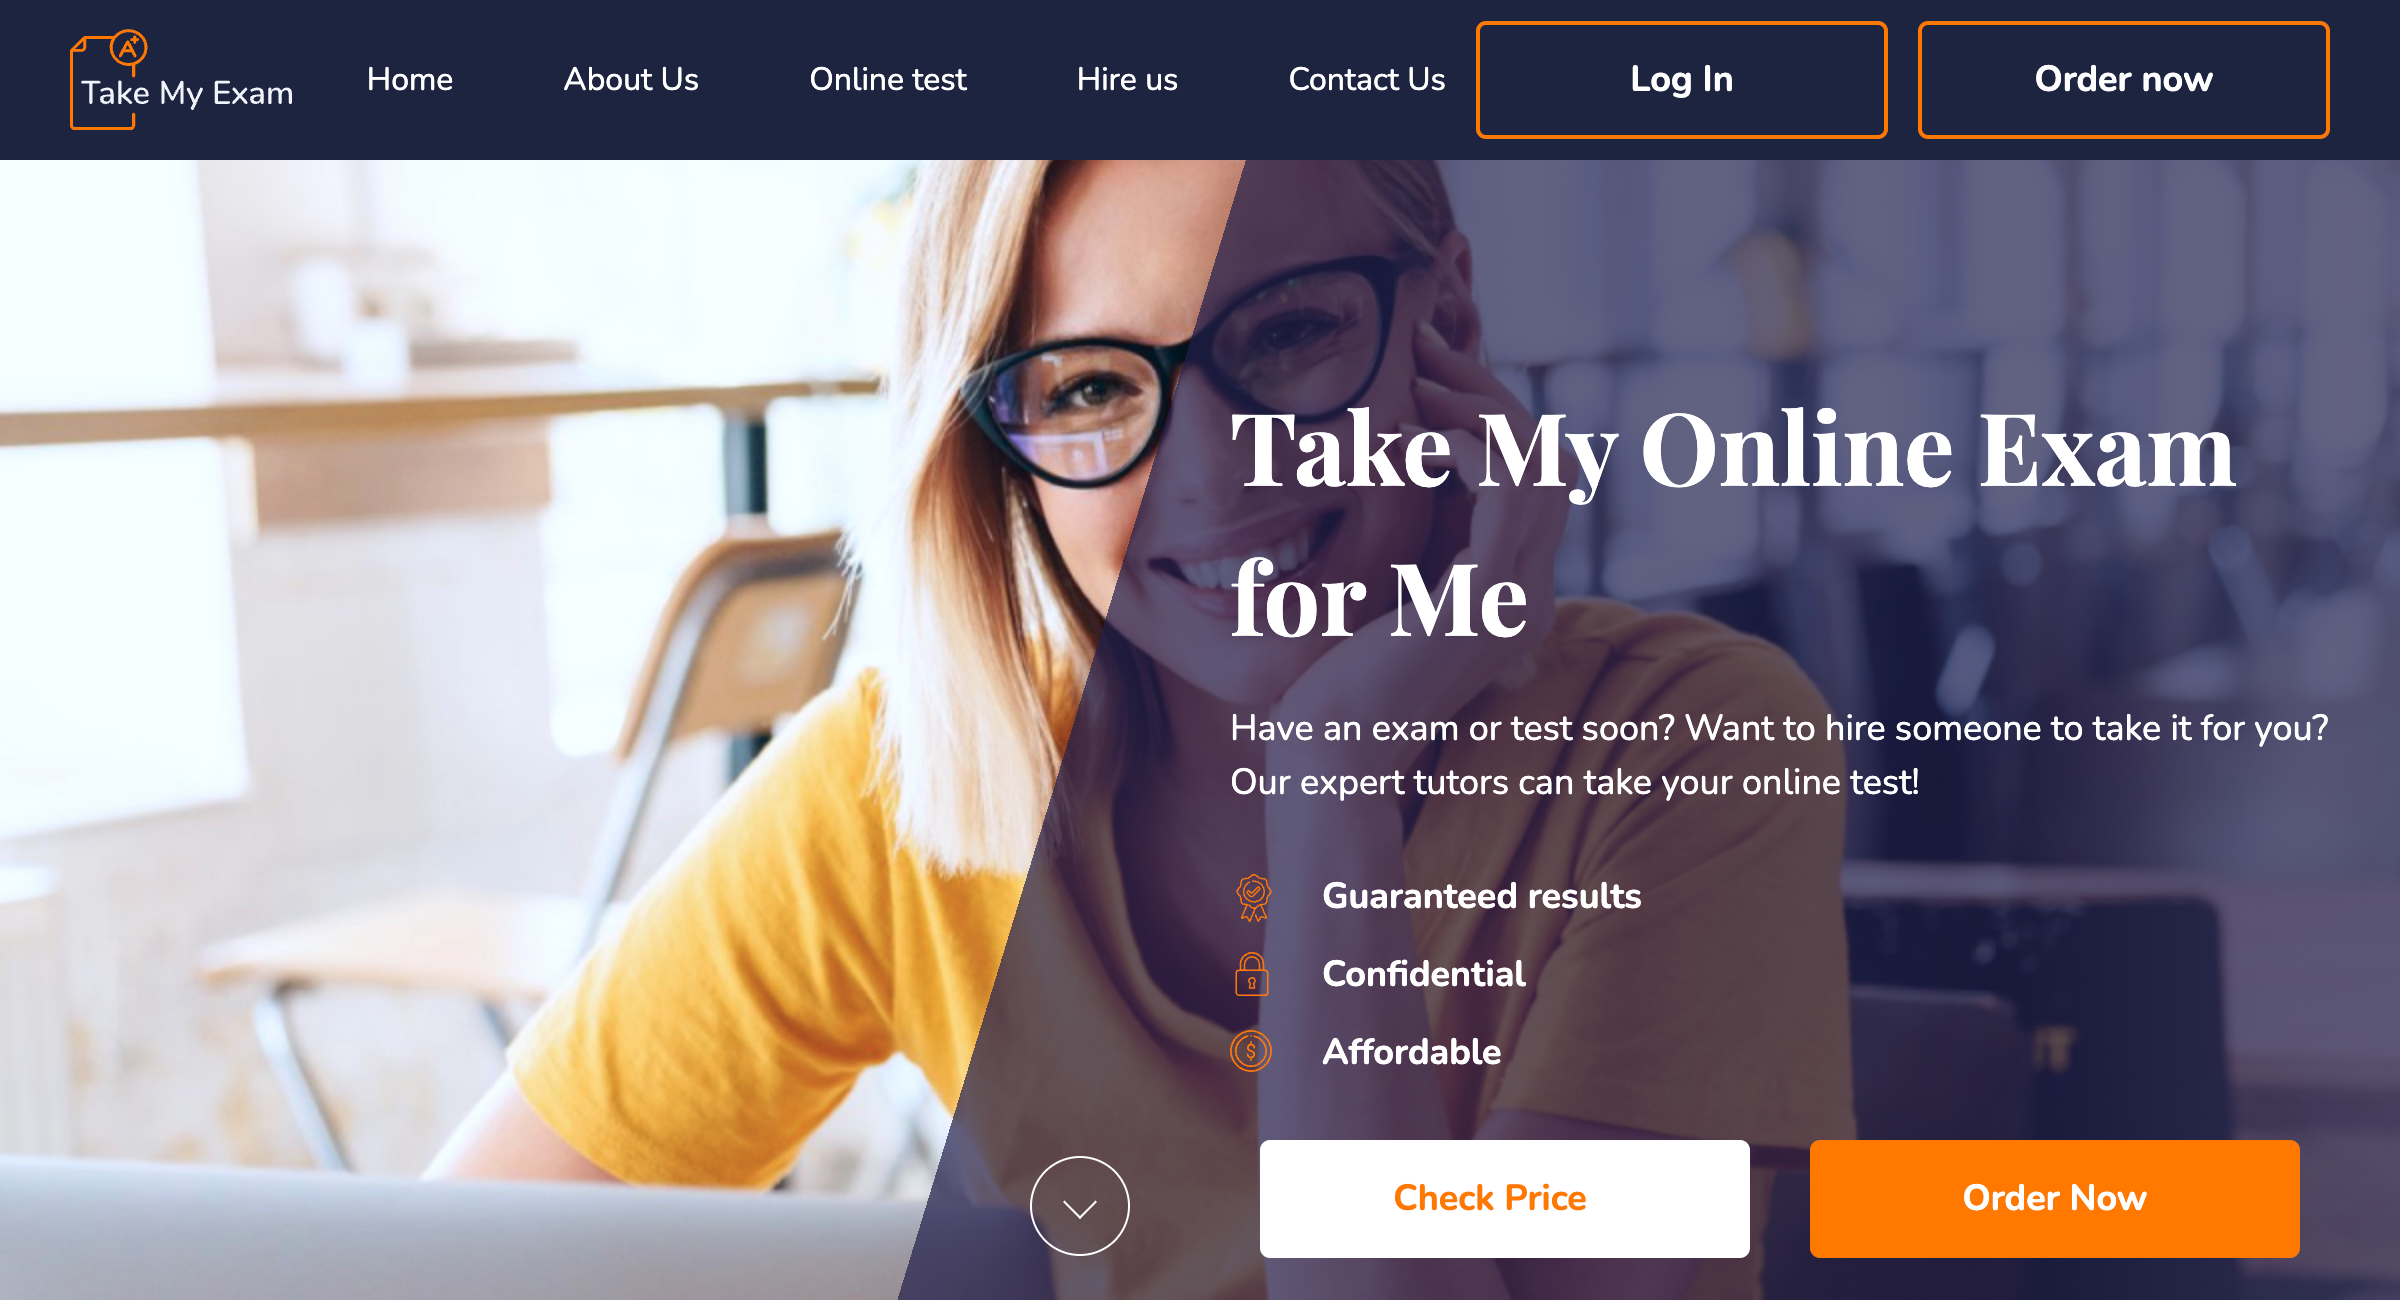 Take My Exam
Home
About Us
Online test
Hire us
Contact Us
Log In
Order now
Take My Online Exam
for Me
Have an exam or test soon? Want to hire someone to take it for you?
Our expert tutors can take your online test!
Guaranteed results
Confidential
Affordable
Check Price
Order Now